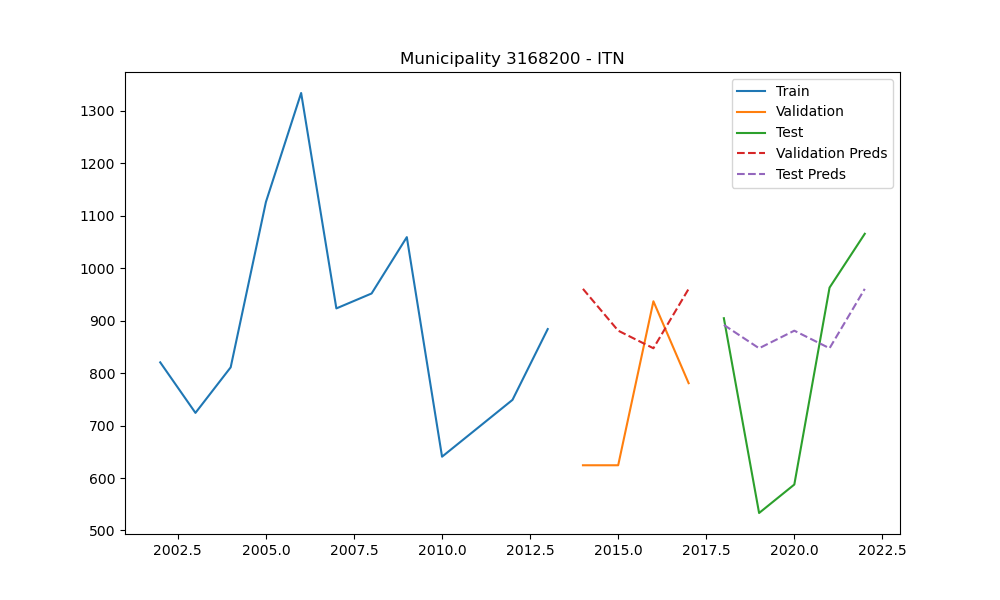 Municipality 3168200 - ITN
Train
Validation
Test
Validation Preds
Test Preds
1300
1200
1100
1000
900
800
700
600
500
2002.5 2005.0 2007.5 2010.0 2012.5 2015.0 2017.5 2020.0 2022.5